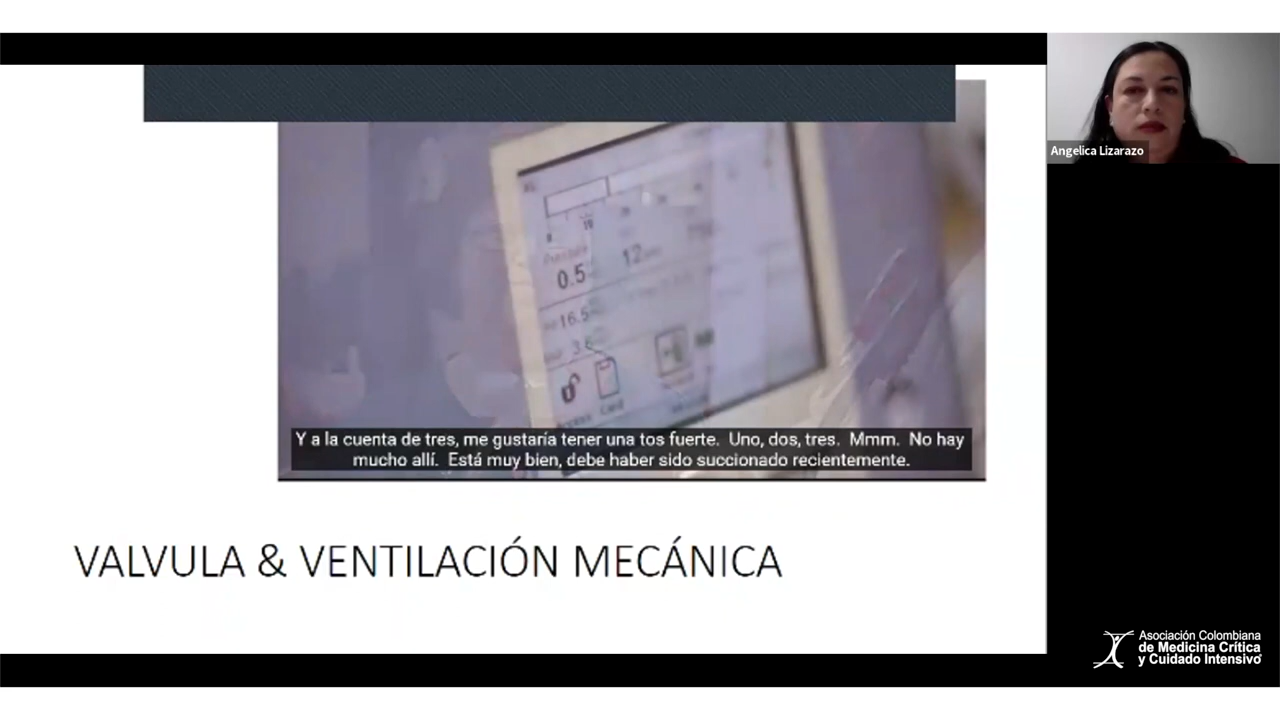 Angelica Lizarazo
0.5
12
16.5
Y a la cuenta de tres, me gustaría tener una tos fuerte. Uno, dos, tres. Mmm. No hay
mucho allí. Está muy bien, debe haber sido succionado recientemente.
VALVULA & VENTILACIÓN MECÁNICA
Asociación Colombiana
de Medicina Crítica
y Cuidado Intensivo